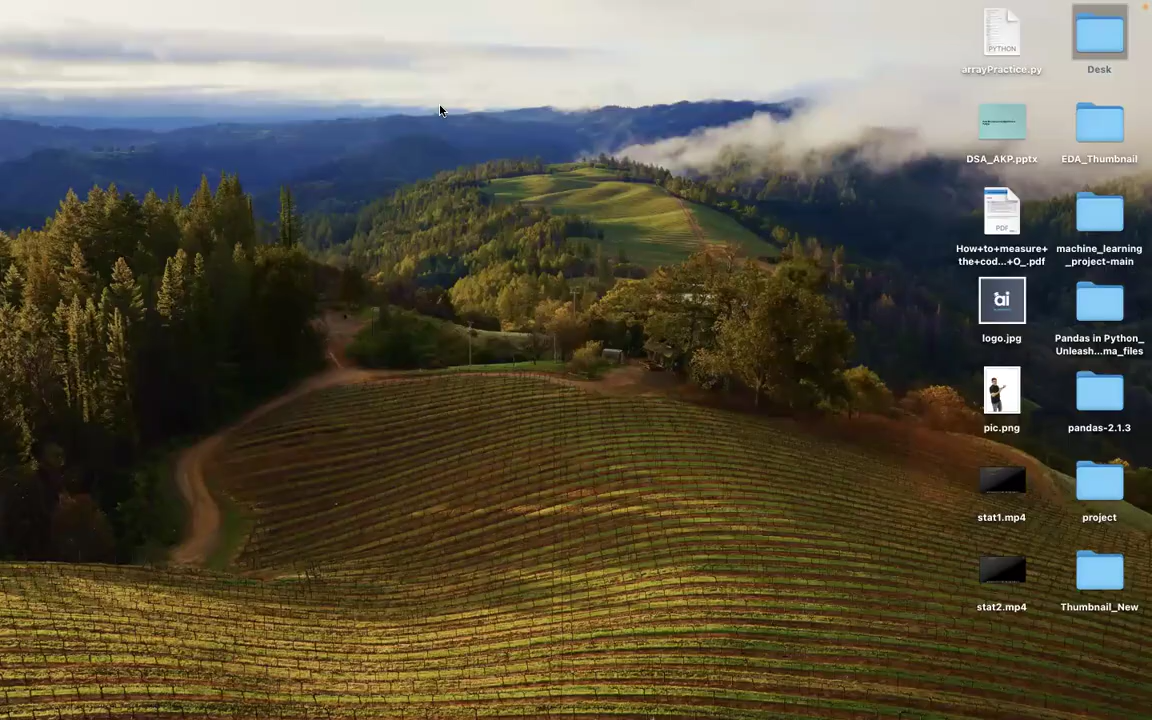 PYTHON
arrayPractice.py
Desk
DSA_AKP.pptx
EDA_Thumbnail
PDF
How+to+measure+
the+cod...+O_.pdf
machine_learning
_project-main
ai
logo.jpg
Pandas in Python_
Unleash...ma_files
pic.png
pandas-2.1.3
stat1.mp4
project
stat2.mp4
Thumbnail_New